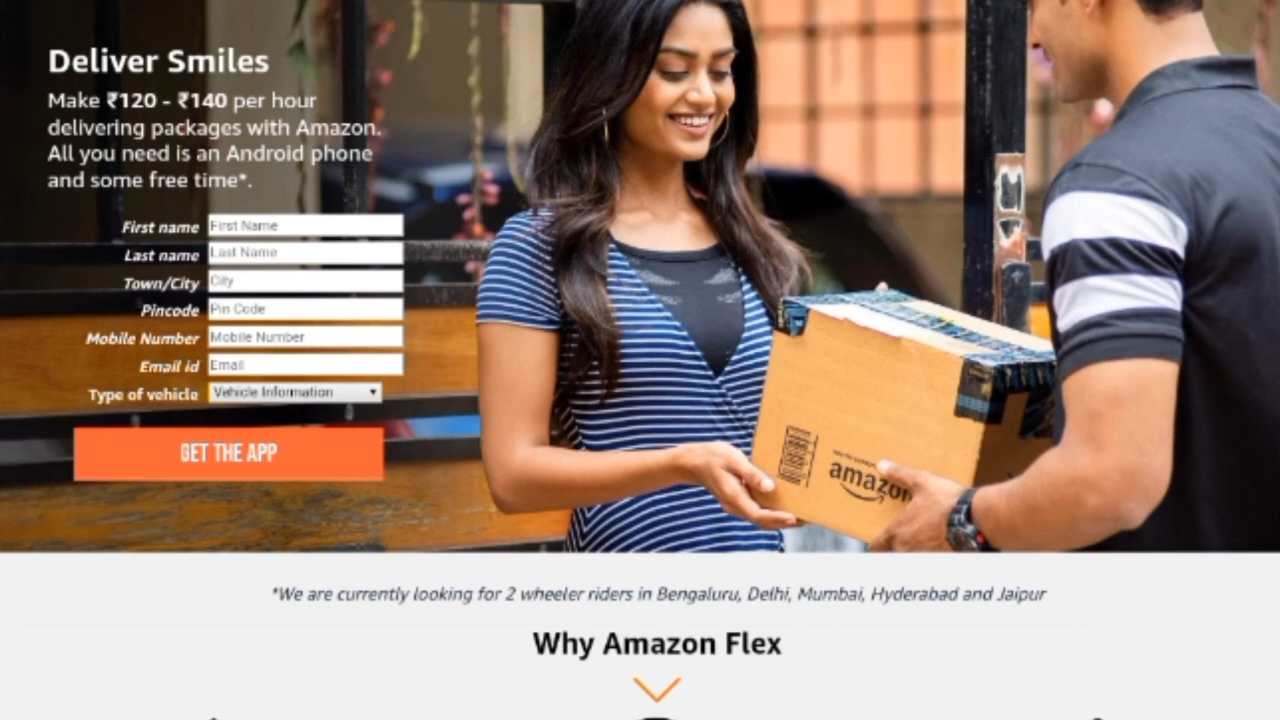 Deliver Smiles
Make ₹120 - ₹140 per hour
delivering packages with Amazon.
All you need is an Android phone
and some free time*.
First name First Name
Last name Last Name
Town/City City
Pincode Pin Code
Mobile Number Mobile Number
Email id Email
Type of vehicle Vehicle Information
GET THE APP
amazon
*We are currently looking for 2 wheeler riders in Bengaluru, Delhi, Mumbai, Hyderabad and Jaipur
Why Amazon Flex